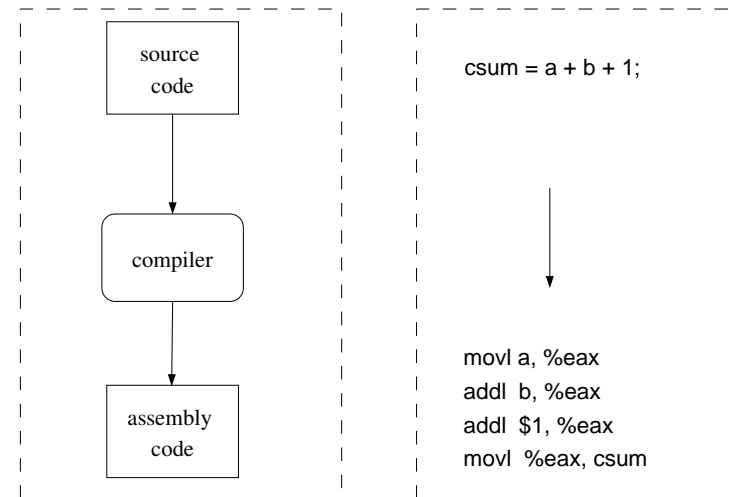 source
code
compiler
assembly
code
csum = a + b + 1;
movl a, %eax
addl b, %eax
addl $1, %eax
movl %eax, csum